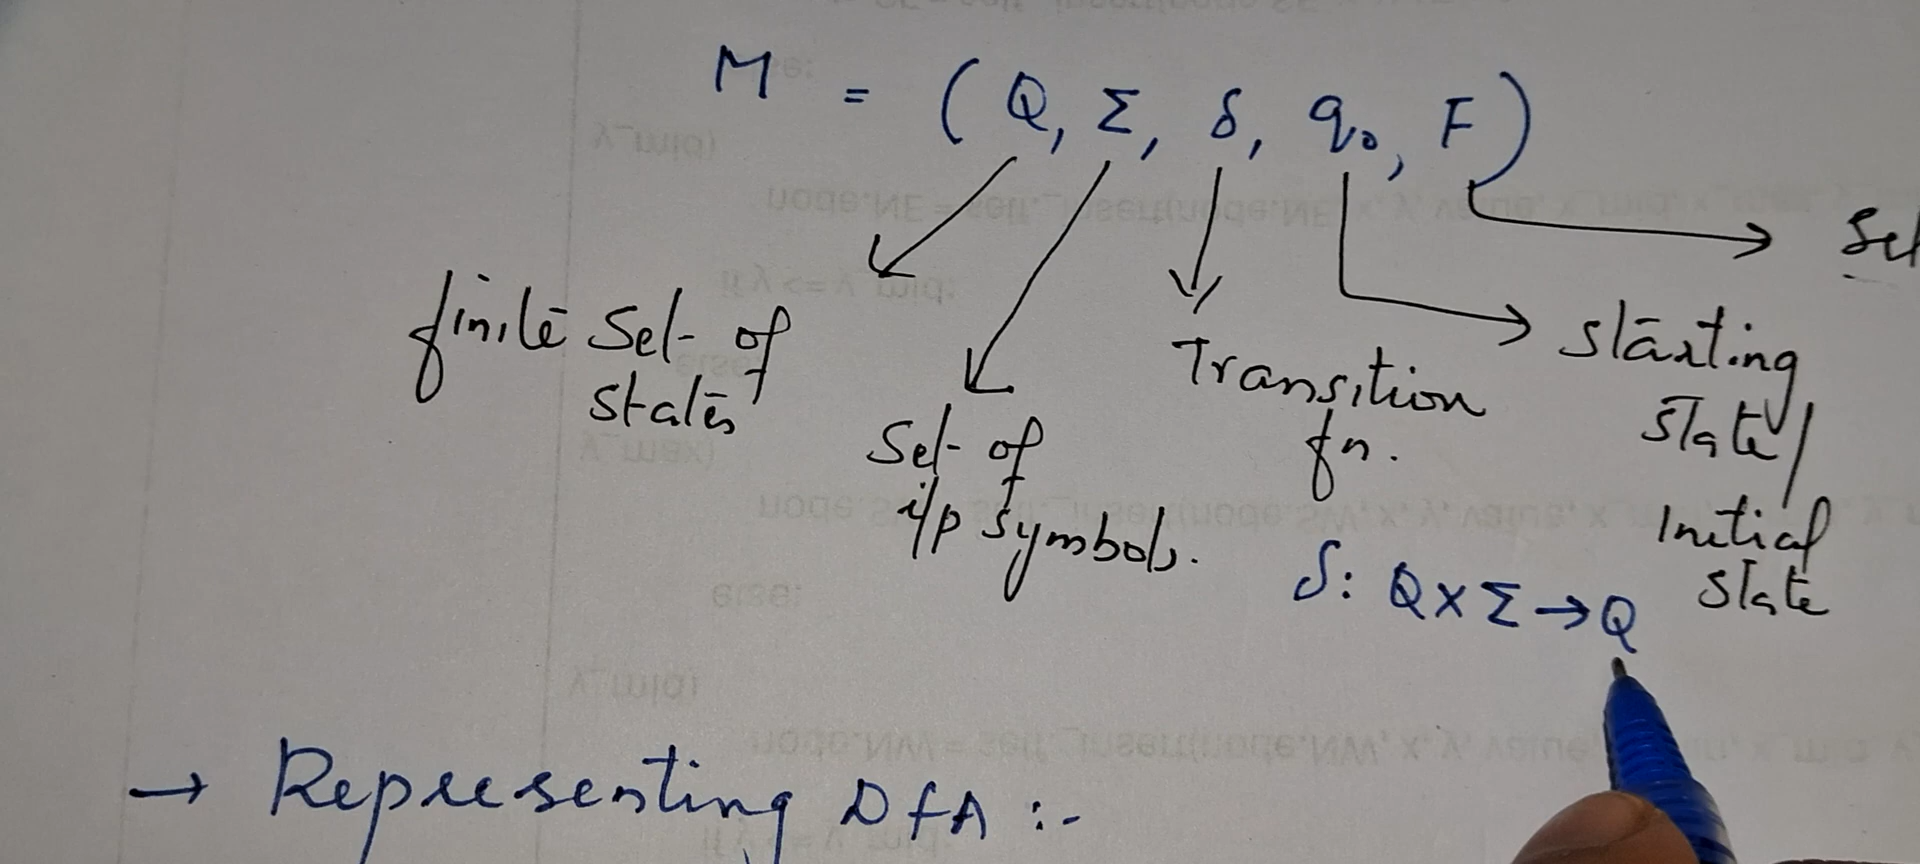 M = (Q, Σ, δ, q₀, F)
finite set of
states
set of
i/p symbols.
Transition
fn.
δ: Q x Σ → Q
starting
state /
Initial
state
→ Representing DFA :-